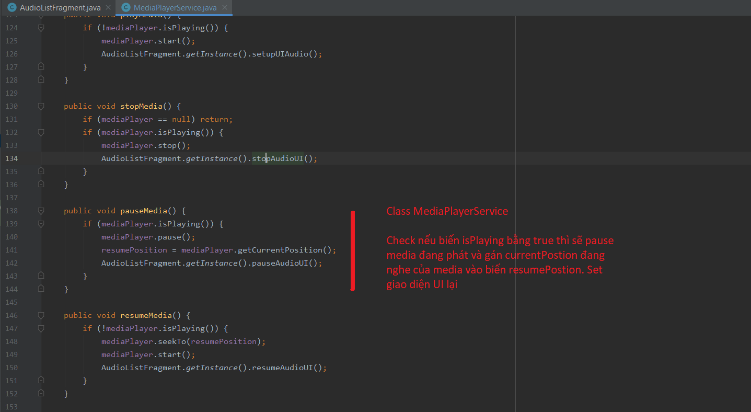 AudioListFragment.java
MediaPlayerService.java
124 if (!mediaPlayer.isPlaying()) {
125 mediaPlayer.start();
126 AudioListFragment.getInstance().setupUIAudio();
127 }
128 }
129
130 public void stopMedia() {
131 if (mediaPlayer == null) return;
132 if (mediaPlayer.isPlaying()) {
133 mediaPlayer.stop();
134 AudioListFragment.getInstance().stopAudioUI();
135 }
136 }
137
138 public void pauseMedia() {
139 if (mediaPlayer.isPlaying()) {
140 mediaPlayer.pause();
141 resumePosition = mediaPlayer.getCurrentPosition();
142 AudioListFragment.getInstance().pauseAudioUI();
143 }
144 }
145
146 public void resumeMedia() {
147 if (!mediaPlayer.isPlaying()) {
148 mediaPlayer.seekTo(resumePosition);
149 mediaPlayer.start();
150 AudioListFragment.getInstance().resumeAudioUI();
151 }
152 }
153
Class MediaPlayerService
Check nếu biến isPlaying bằng true thì sẽ pause
media đang phát và gán currentPostion đang
nghe của media vào biến resumePostion. Set
giao diện UI lại